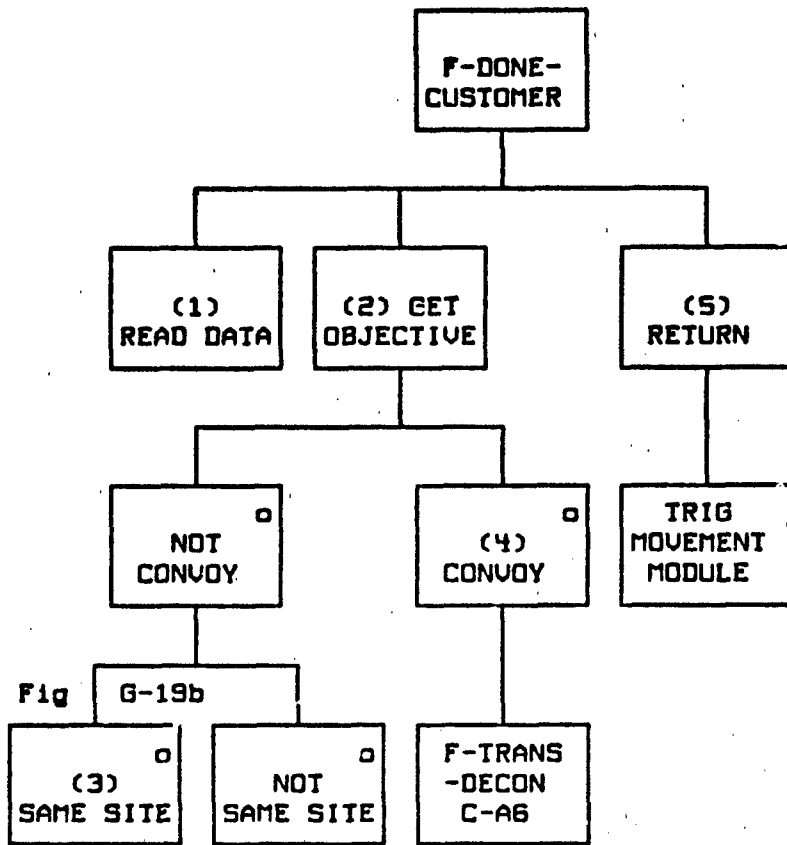 F-DONE-
CUSTOMER
(1)
READ DATA
(2) GET
OBJECTIVE
(5)
RETURN
NOT
CONVOY
(4)
CONVOY
TRIG
MOVEMENT
MODULE
Fig G-19b
(3)
SAME SITE
NOT
SAME SITE
F-TRANS
-DECON
C-A6